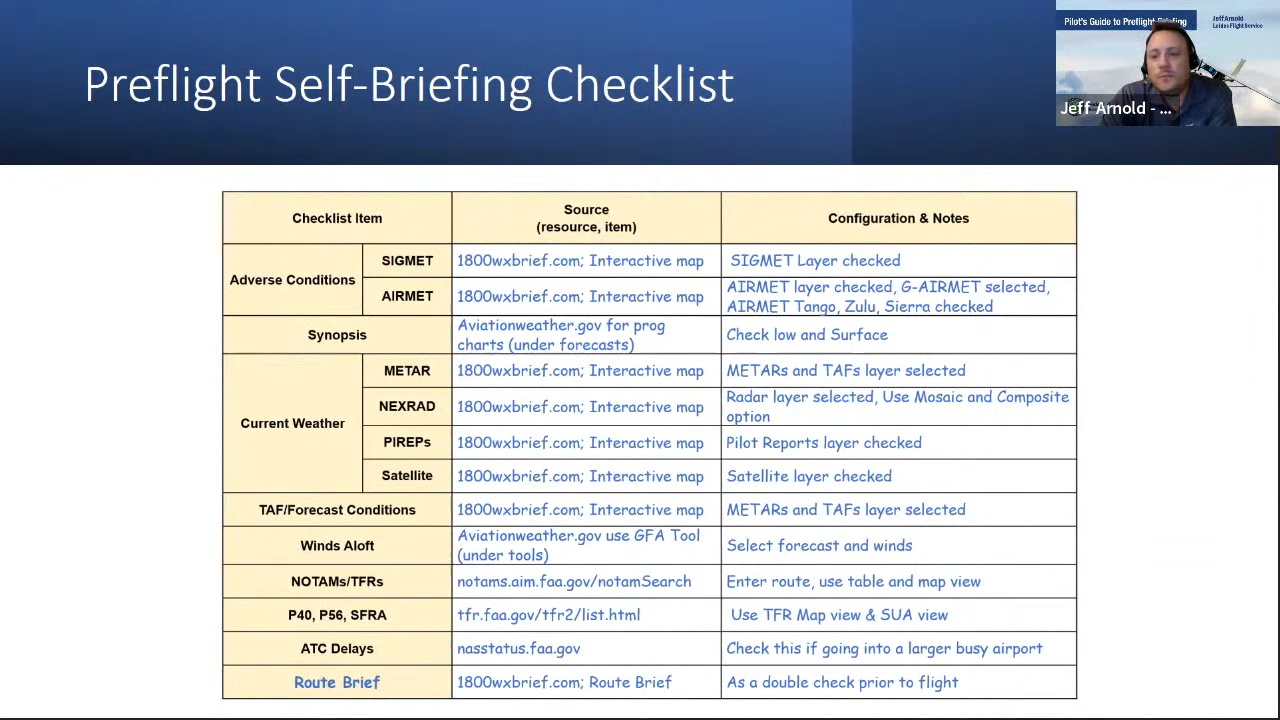 Preflight Self-Briefing Checklist
Pilot's Guide to Preflight Briefing
Jeff Arnold
Leidos Flight Service
Jeff Arnold - ...
Checklist Item
Source
(resource, item)
Configuration & Notes
Adverse Conditions
SIGMET
1800wxbrief.com; Interactive map
SIGMET Layer checked
AIRMET
1800wxbrief.com; Interactive map
AIRMET layer checked, G-AIRMET selected,
AIRMET Tango, Zulu, Sierra checked
Synopsis
Aviationweather.gov for prog
charts (under forecasts)
Check low and Surface
Current Weather
METAR
1800wxbrief.com; Interactive map
METARs and TAFs layer selected
NEXRAD
1800wxbrief.com; Interactive map
Radar layer selected, Use Mosaic and Composite
option
PIREPs
1800wxbrief.com; Interactive map
Pilot Reports layer checked
Satellite
1800wxbrief.com; Interactive map
Satellite layer checked
TAF/Forecast Conditions
1800wxbrief.com; Interactive map
METARs and TAFs layer selected
Winds Aloft
Aviationweather.gov use GFA Tool
(under tools)
Select forecast and winds
NOTAMs/TFRs
notams.aim.faa.gov/notamSearch
Enter route, use table and map view
P40, P56, SFRA
tfr.faa.gov/tfr2/list.html
Use TFR Map view & SUA view
ATC Delays
nasstatus.faa.gov
Check this if going into a larger busy airport
Route Brief
1800wxbrief.com; Route Brief
As a double check prior to flight